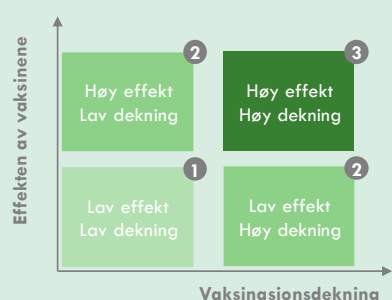 Effekten av vaksinene
2
Høy effekt
Lav dekning
3
Høy effekt
Høy dekning
1
Lav effekt
Lav dekning
2
Lav effekt
Høy dekning
Vaksinasjonsdekning